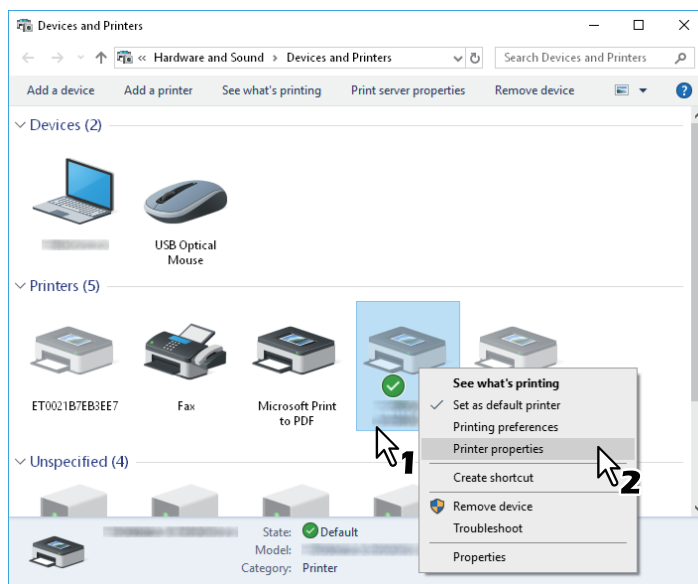 Devices and Printers
« Hardware and Sound › Devices and Printers
Search Devices and Printers
Add a device Add a printer See what's printing Print server properties Remove device ?
Devices (2)
USB Optical
Mouse
Printers (5)
ET0021B7EB3EE7
Fax
Microsoft Print
to PDF
See what's printing
Set as default printer
Printing preferences
Printer properties
Create shortcut
Remove device
Troubleshoot
Properties
1
2
Unspecified (4)
State: Default
Model:
Category: Printer